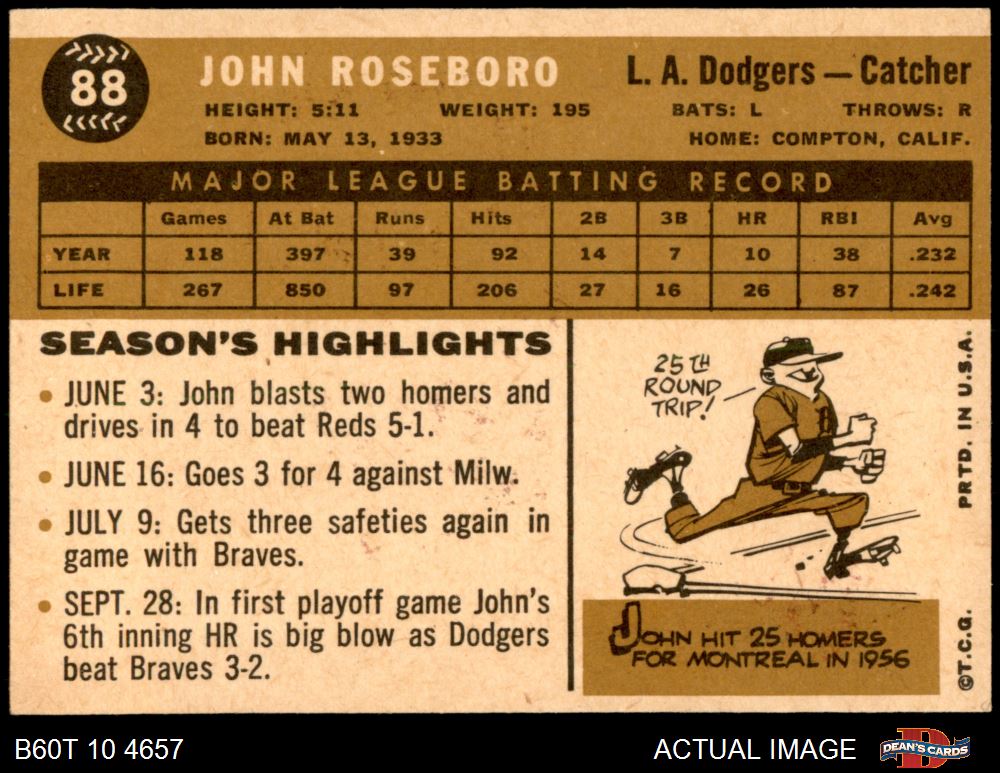 88
JOHN ROSEBORO
L. A. Dodgers — Catcher
HEIGHT: 5:11 WEIGHT: 195 BATS: L THROWS: R
BORN: MAY 13, 1933 HOME: COMPTON, CALIF.
MAJOR LEAGUE BATTING RECORD
Games At Bat Runs Hits 2B 3B HR RBI Avg
YEAR 118 397 39 92 14 7 10 38 .232
LIFE 267 850 97 206 27 16 26 87 .242
SEASON'S HIGHLIGHTS
• JUNE 3: John blasts two homers and
drives in 4 to beat Reds 5-1.
• JUNE 16: Goes 3 for 4 against Milw.
• JULY 9: Gets three safeties again in
game with Braves.
• SEPT. 28: In first playoff game John's
6th inning HR is big blow as Dodgers
beat Braves 3-2.
25TH
ROUND
TRIP!
JOHN HIT 25 HOMERS
FOR MONTREAL IN 1956
©T.C.G. PRTD. IN U.S.A.
B60T 10 4657
ACTUAL IMAGE
DEAN'S CARDS